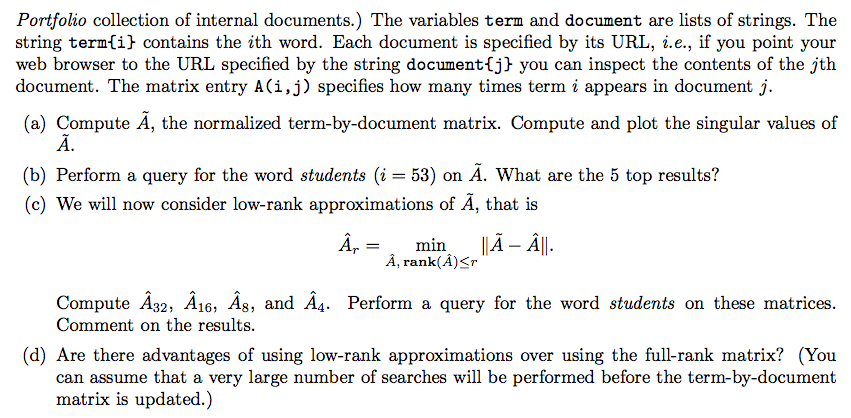 Portfolio collection of internal documents.) The variables term and document are lists of strings. The
string term{i} contains the ith word. Each document is specified by its URL, i.e., if you point your
web browser to the URL specified by the string document{j} you can inspect the contents of the jth
document. The matrix entry A(i,j) specifies how many times term i appears in document j.
(a) Compute Ã, the normalized term-by-document matrix. Compute and plot the singular values of
Ã.
(b) Perform a query for the word students (i = 53) on Ã. What are the 5 top results?
(c) We will now consider low-rank approximations of Ã, that is
Âᵣ = min ‖Ã − Â‖.
Â, rank(Â)≤r
Compute Â₃₂, Â₁₆, Â₈, and Â₄. Perform a query for the word students on these matrices.
Comment on the results.
(d) Are there advantages of using low-rank approximations over using the full-rank matrix? (You
can assume that a very large number of searches will be performed before the term-by-document
matrix is updated.)